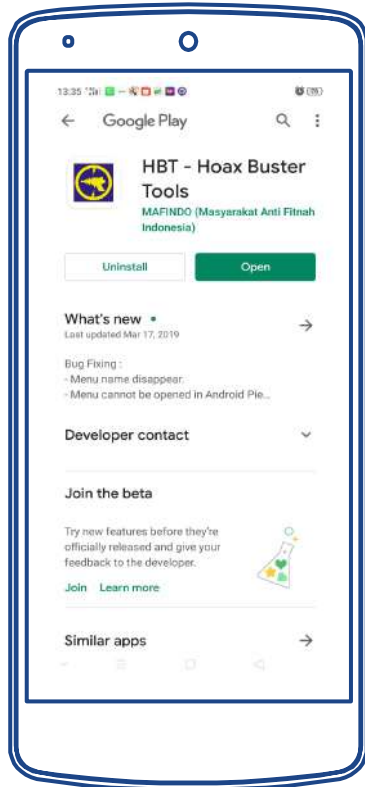 13:35
← Google Play
HBT - Hoax Buster
Tools
MAFINDO (Masyarakat Anti Fitnah
Indonesia)
Uninstall
Open
What's new •
Last updated Mar 17, 2019
Bug Fixing :
- Menu name disappear.
- Menu cannot be opened in Android Pie...
Developer contact
Join the beta
Try new features before they're
officially released and give your
feedback to the developer.
Join Learn more
Similar apps